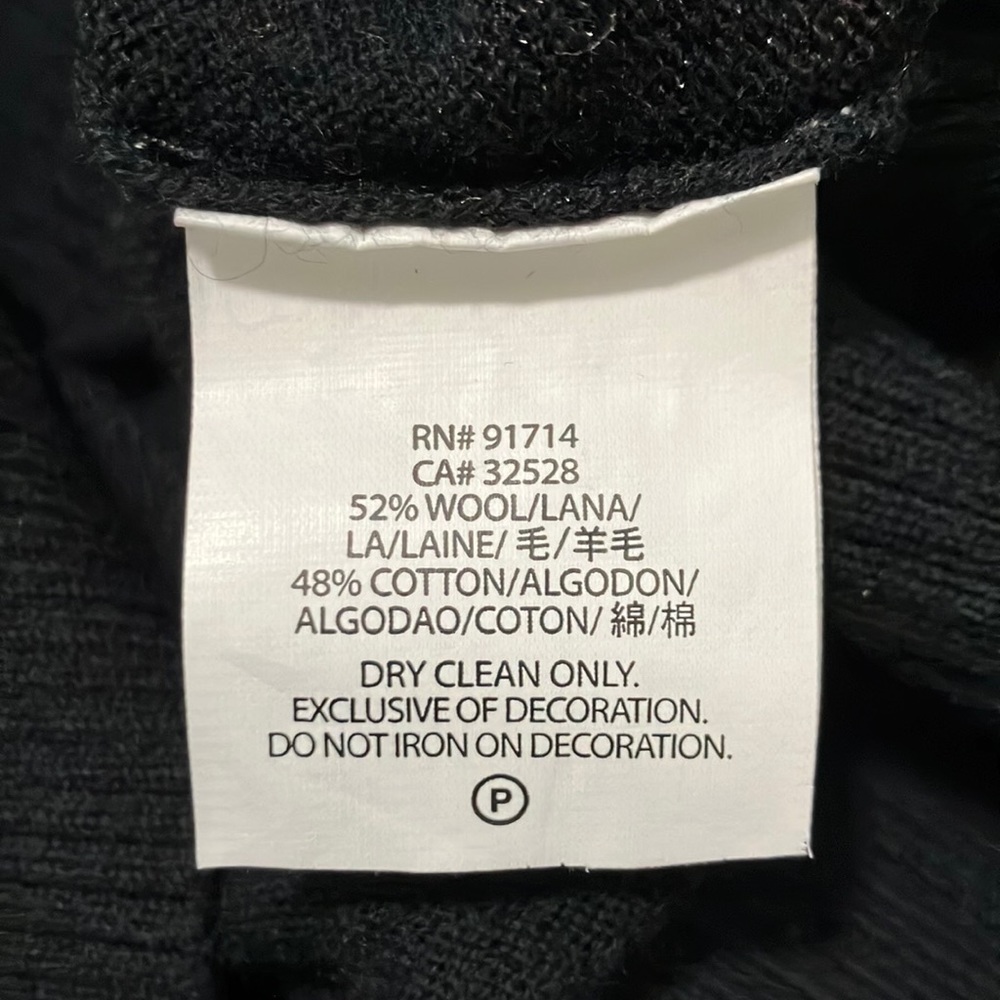 RN# 91714
CA# 32528
52% WOOL/LANA/
LA/LAINE/ 毛/羊毛
48% COTTON/ALGODON/
ALGODAO/COTON/ 綿/棉
DRY CLEAN ONLY.
EXCLUSIVE OF DECORATION.
DO NOT IRON ON DECORATION.
P